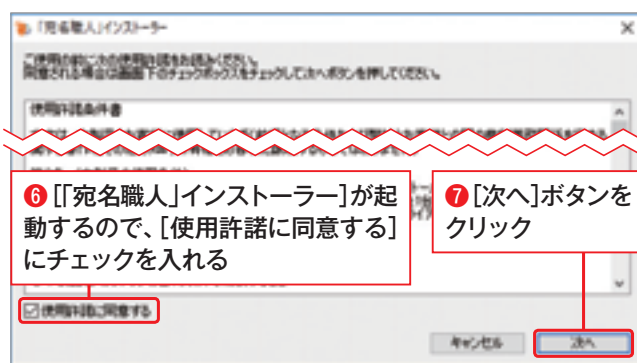 「宛名職人」インストーラー
ご使用の前に次の使用許諾をお読みください。
同意される場合は画面下のチェックボックスをチェックして次へボタンを押してください。
使用許諾条件書
❻[「宛名職人」インストーラー]が起
動するので、[使用許諾に同意する]
にチェックを入れる
❼[次へ]ボタンを
クリック
使用許諾に同意する
キャンセル
次へ